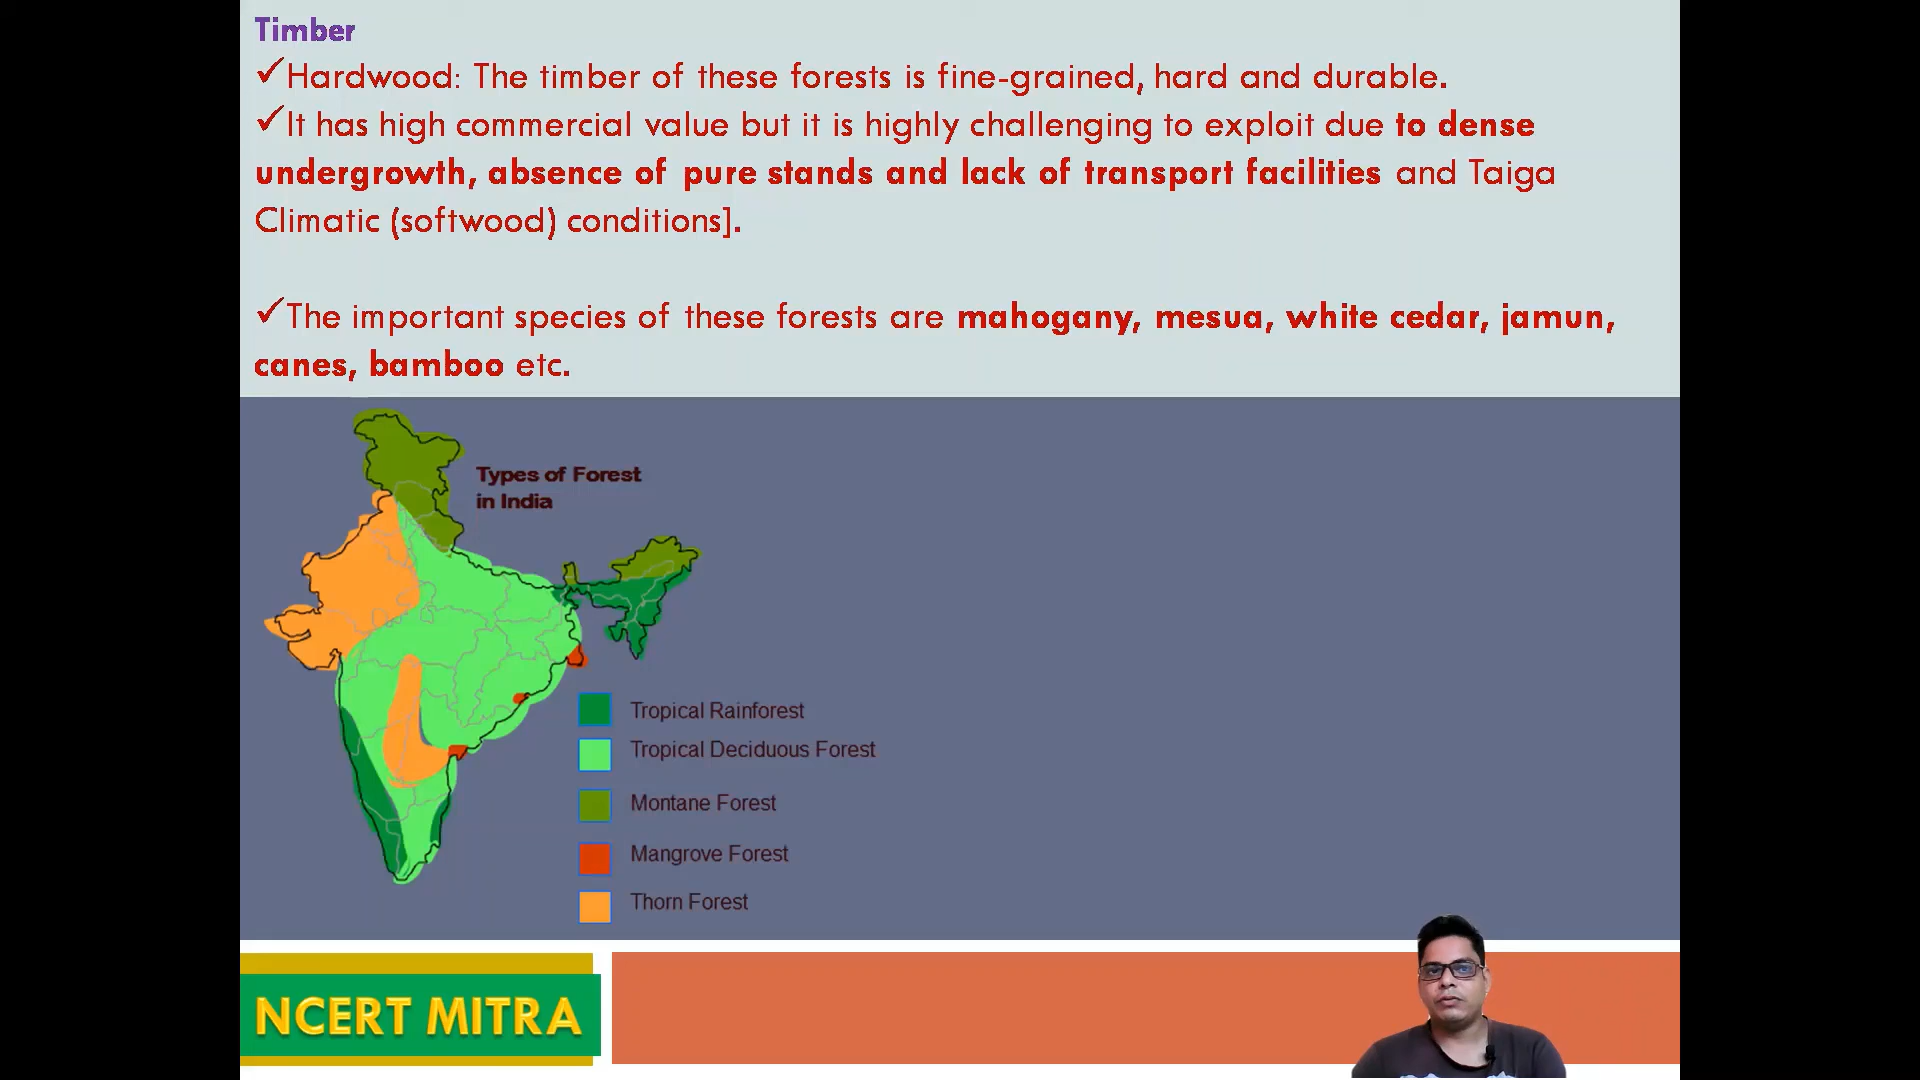 Timber
✓Hardwood: The timber of these forests is fine-grained, hard and durable.
✓It has high commercial value but it is highly challenging to exploit due to dense
undergrowth, absence of pure stands and lack of transport facilities and Taiga
Climatic (softwood) conditions].
✓The important species of these forests are mahogany, mesua, white cedar, jamun,
canes, bamboo etc.
Types of Forest
in India
Tropical Rainforest
Tropical Deciduous Forest
Montane Forest
Mangrove Forest
Thorn Forest
NCERT MITRA